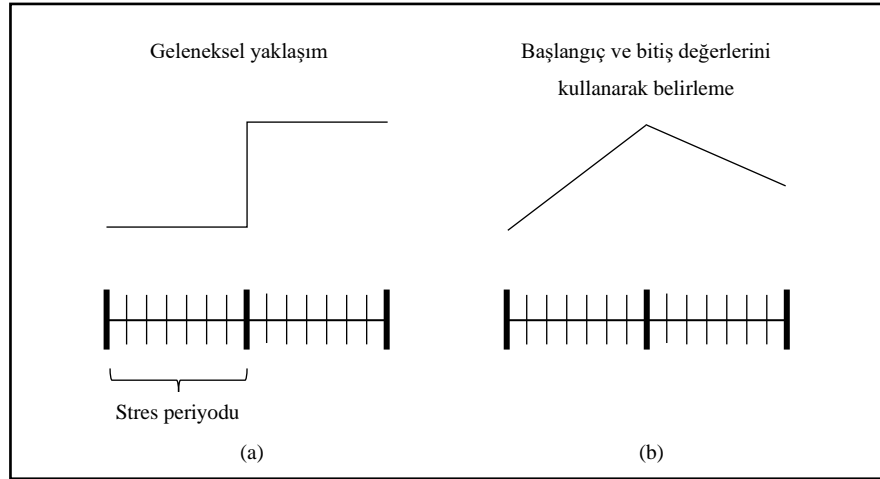 Geleneksel yaklaşım
Başlangıç ve bitiş değerlerini
kullanarak belirleme
Stres periyodu
(a)
(b)